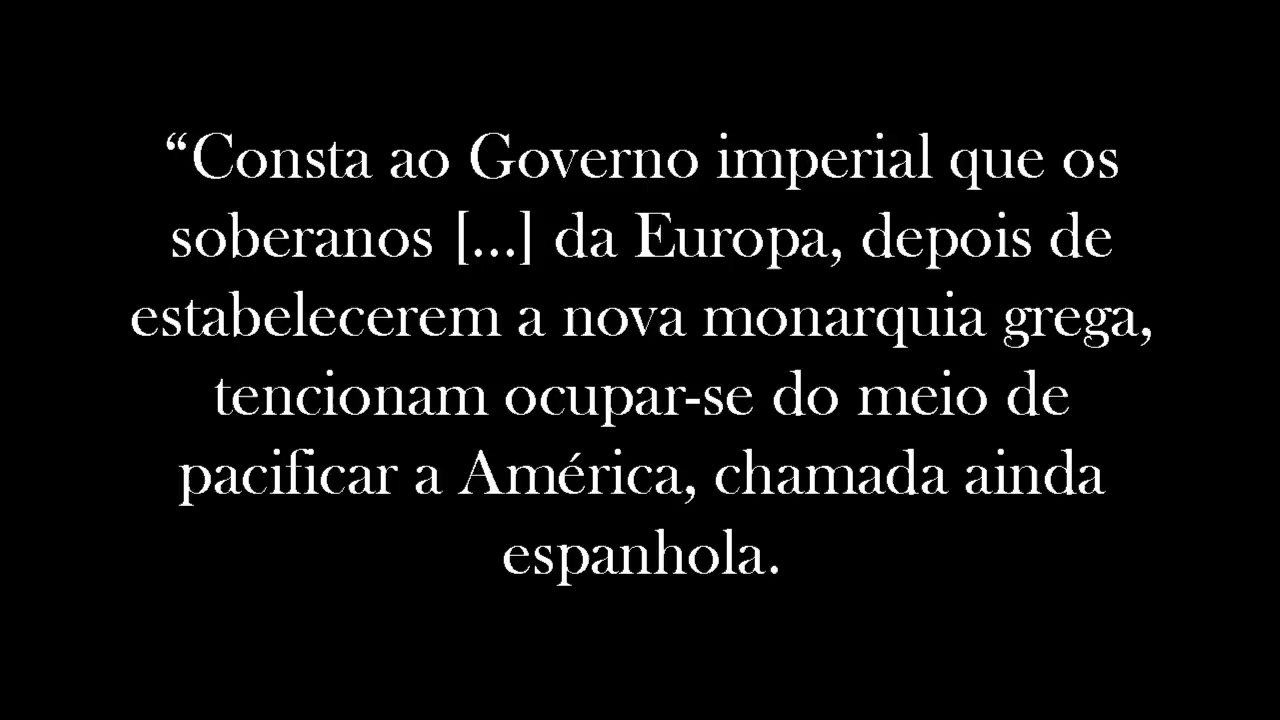 “Consta ao Governo imperial que os
soberanos [...] da Europa, depois de
estabelecerem a nova monarquia grega,
tencionam ocupar-se do meio de
pacificar a América, chamada ainda
espanhola.